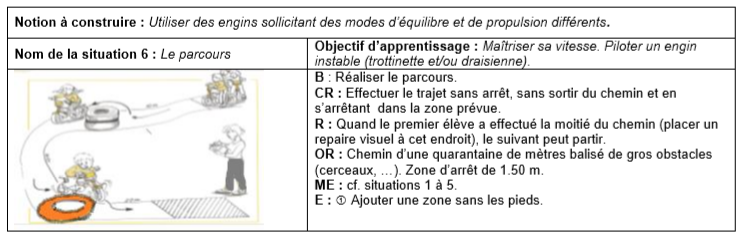 Notion à construire : Utiliser des engins sollicitant des modes d'équilibre et de propulsion différents.
Nom de la situation 6 : Le parcours
Objectif d'apprentissage : Maîtriser sa vitesse. Piloter un engin
instable (trottinette et/ou draisienne).
B : Réaliser le parcours.
CR : Effectuer le trajet sans arrêt, sans sortir du chemin et en
s'arrêtant dans la zone prévue.
R : Quand le premier élève a effectué la moitié du chemin (placer un
repaire visuel à cet endroit), le suivant peut partir.
OR : Chemin d'une quarantaine de mètres balisé de gros obstacles
(cerceaux, ...). Zone d'arrêt de 1.50 m.
ME : cf. situations 1 à 5.
E : ① Ajouter une zone sans les pieds.